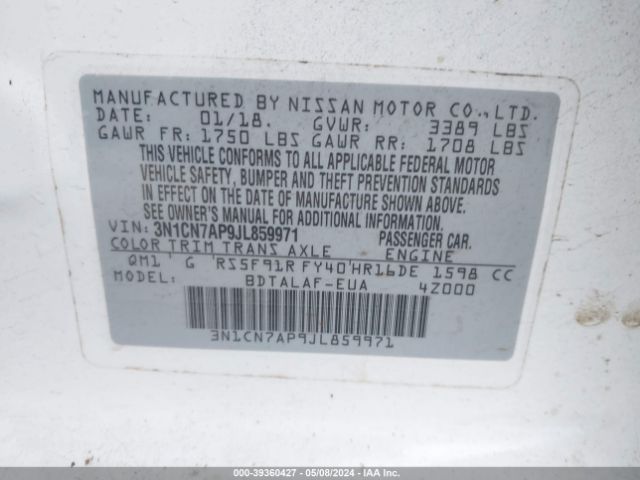 MANUFACTURED BY NISSAN MOTOR CO.,LTD.
DATE: 01/18. GVWR: 3389 LBS
GAWR FR: 1750 LBS GAWR RR: 1708 LBS
THIS VEHICLE CONFORMS TO ALL APPLICABLE FEDERAL MOTOR
VEHICLE SAFETY, BUMPER AND THEFT PREVENTION STANDARDS
IN EFFECT ON THE DATE OF MANUFACTURE SHOWN ABOVE.
SEE OWNER'S MANUAL FOR ADDITIONAL INFORMATION.
VIN: 3N1CN7AP9JL859971 PASSENGER CAR.
COLOR TRIM TRANS AXLE ENGINE
QM1 G RS5F91R FY40 HR16DE 1598 CC
MODEL: BDTALAF-EUA 4Z000
3N1CN7AP9JL859971
000-39360427 - 05/08/2024 - IAAI.COM